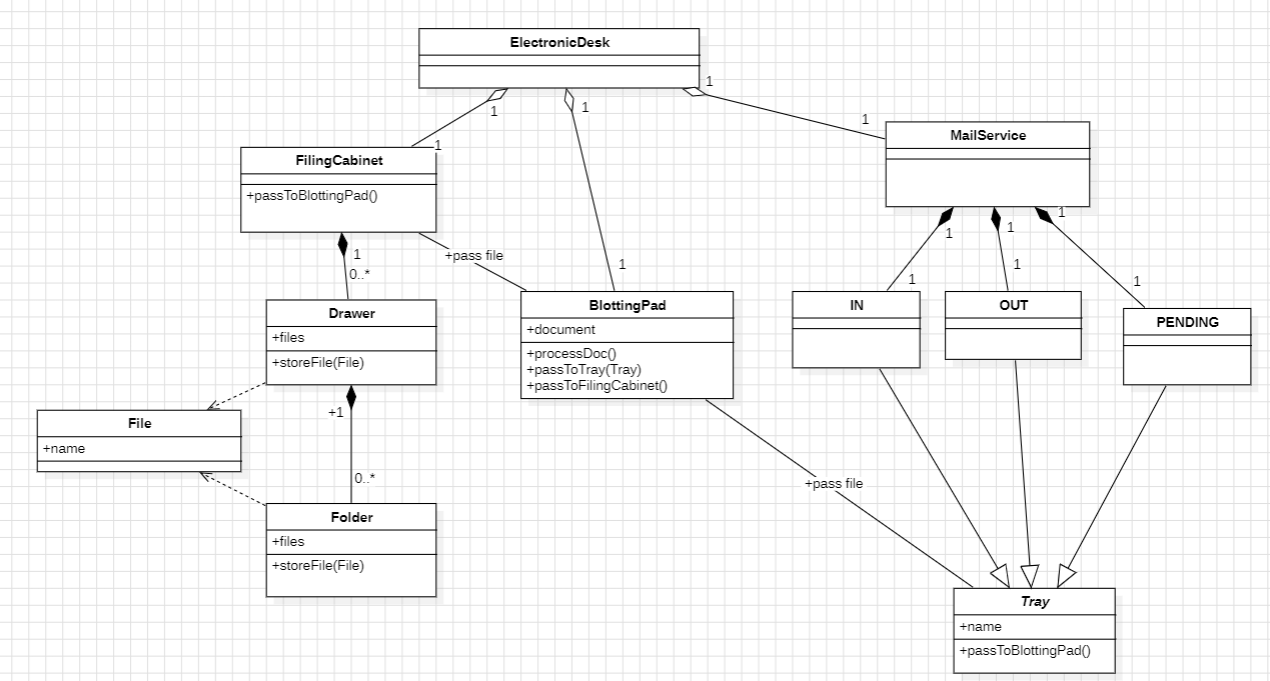 ElectronicDesk
1
1
1
1
MailService
1
FilingCabinet
+passToBlottingPad()
1
1
1
1
0..*
+pass file
1
1
1
1
Drawer
+files
+storeFile(File)
BlottingPad
+document
+processDoc()
+passToTray(Tray)
+passToFilingCabinet()
IN
OUT
PENDING
+1
0..*
File
+name
+pass file
Folder
+files
+storeFile(File)
Tray
+name
+passToBlottingPad()